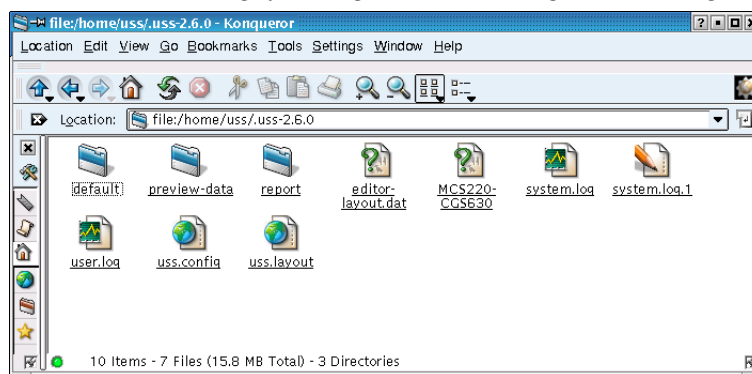 file:/home/uss/.uss-2.6.0 - Konqueror
Location Edit View Go Bookmarks Tools Settings Window Help
Location: file:/home/uss/.uss-2.6.0
default preview-data report editor-layout.dat MCS220-CGS630 system.log system.log.1
user.log uss.config uss.layout
10 Items - 7 Files (15.8 MB Total) - 3 Directories